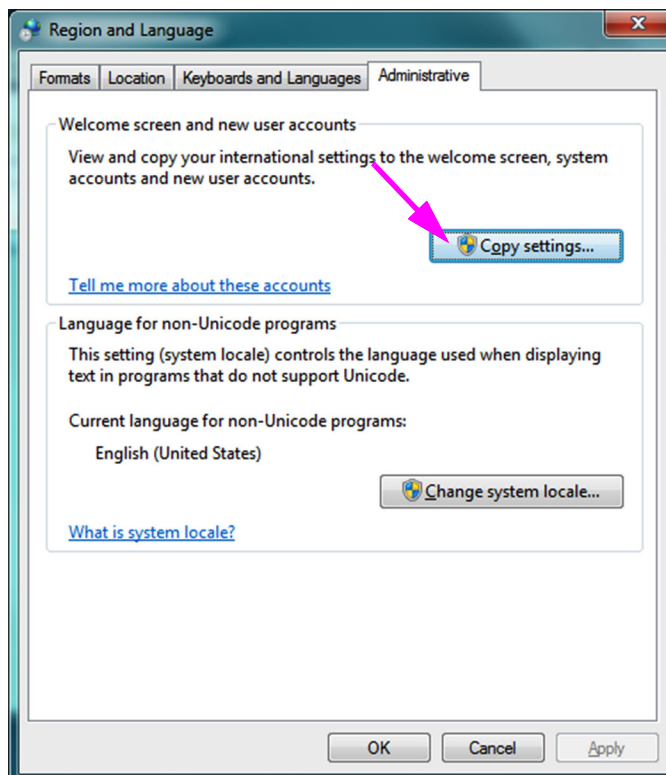 Region and Language
Formats Location Keyboards and Languages Administrative
Welcome screen and new user accounts
View and copy your international settings to the welcome screen, system
accounts and new user accounts.
Copy settings...
Tell me more about these accounts
Language for non-Unicode programs
This setting (system locale) controls the language used when displaying
text in programs that do not support Unicode.
Current language for non-Unicode programs:
English (United States)
Change system locale...
What is system locale?
OK Cancel Apply